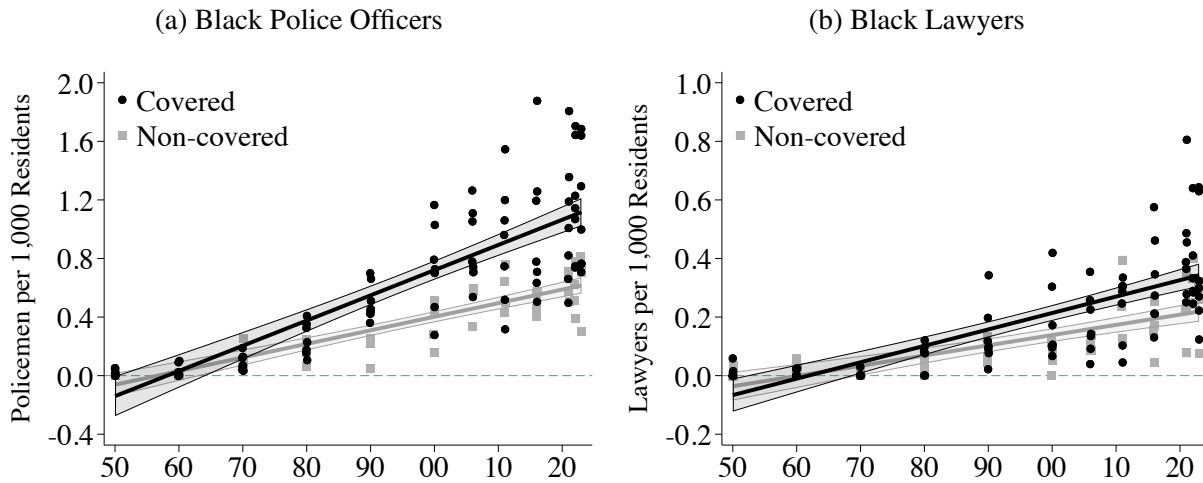 (a) Black Police Officers
Policemen per 1,000 Residents
2.0
1.6
1.2
0.8
0.4
0.0
-0.4
Covered
Non-covered
50 60 70 80 90 00 10 20
(b) Black Lawyers
Lawyers per 1,000 Residents
1.0
0.8
0.6
0.4
0.2
0.0
-0.2
Covered
Non-covered
50 60 70 80 90 00 10 20